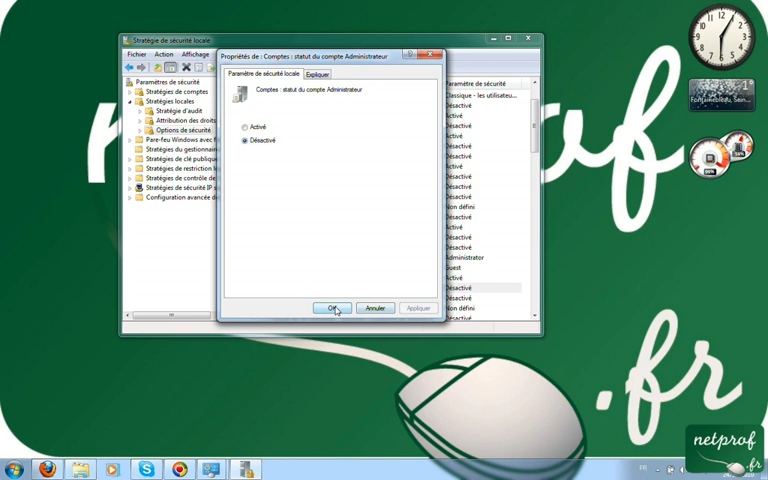 Stratégie de sécurité locale
Fichier Action Affichage
Paramètres de sécurité
Stratégies de comptes
Stratégies locales
Stratégie d'audit
Attribution des droits
Options de sécurité
Pare-feu Windows avec
Stratégies du gestionnaire
Stratégies de clé publique
Stratégies de restriction
Stratégies de contrôle de
Stratégies de sécurité IP s
Configuration avancée de
Propriétés de : Comptes : statut du compte Administrateur
Paramètre de sécurité locale Expliquer
Comptes : statut du compte Administrateur
Activé
Désactivé
OK Annuler Appliquer
Paramètre de sécurité
Classique - les utilisateu...
Désactivé
Désactivé
Activé
Désactivé
Désactivé
Désactivé
Activé
Désactivé
Désactivé
Désactivé
Non défini
Désactivé
Activé
Désactivé
Désactivé
Administrator
Guest
Activé
Désactivé
Désactivé
Non défini
Désactivé
of
.fr
netprof
.fr
FR